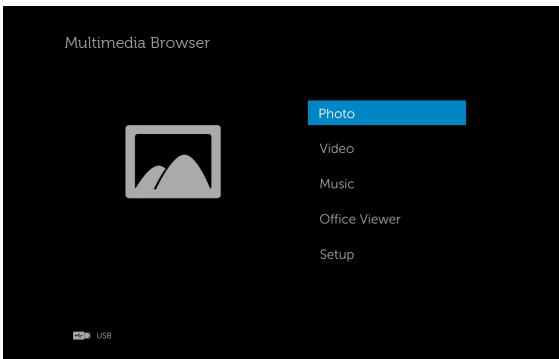 Multimedia Browser
Photo
Video
Music
Office Viewer
Setup
USB